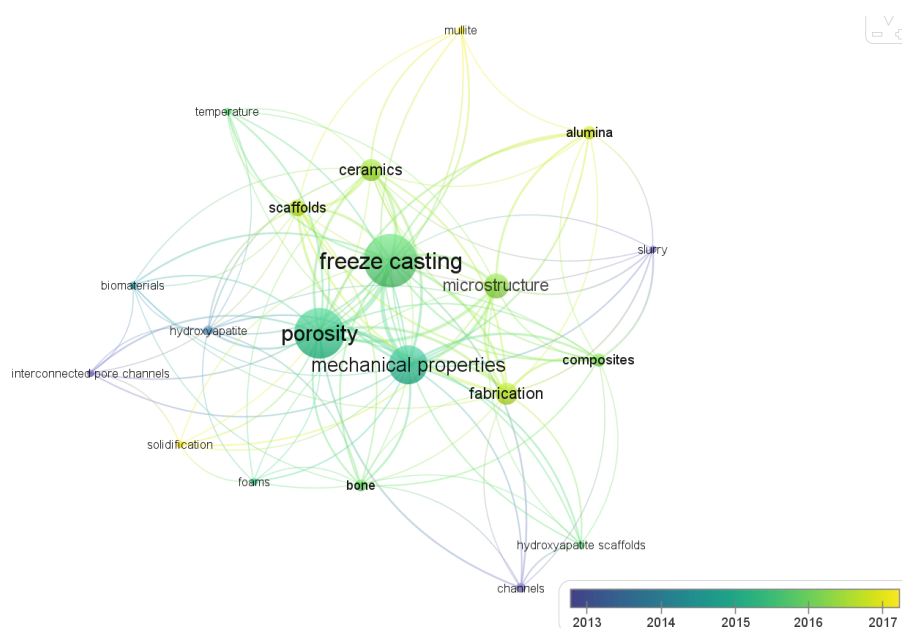 mullite
temperature
alumina
ceramics
scaffolds
slurry
freeze casting
microstructure
biomaterials
hydroxyapatite
porosity
composites
mechanical properties
interconnected pore channels
fabrication
solidification
foams
bone
hydroxyapatite scaffolds
channels
2013 2014 2015 2016 2017